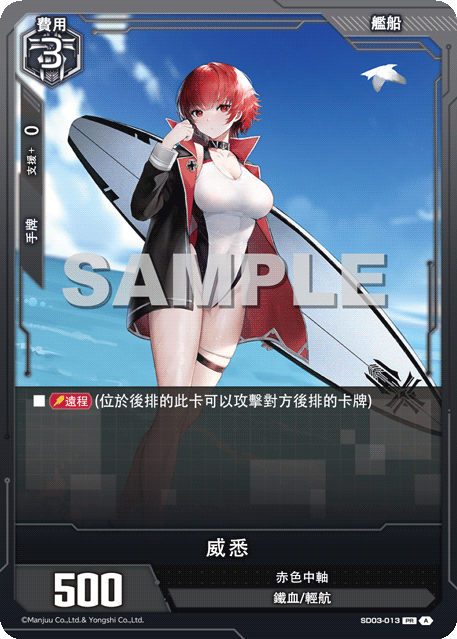 費用
3
艦船
支援+ 0
手牌
SAMPLE
遠程 (位於後排的此卡可以攻擊對方後排的卡牌)
威悉
500
赤色中軸
鐵血/輕航
©Manjuu Co.,Ltd.& Yongshi Co.,Ltd.
SD03-013 PR A